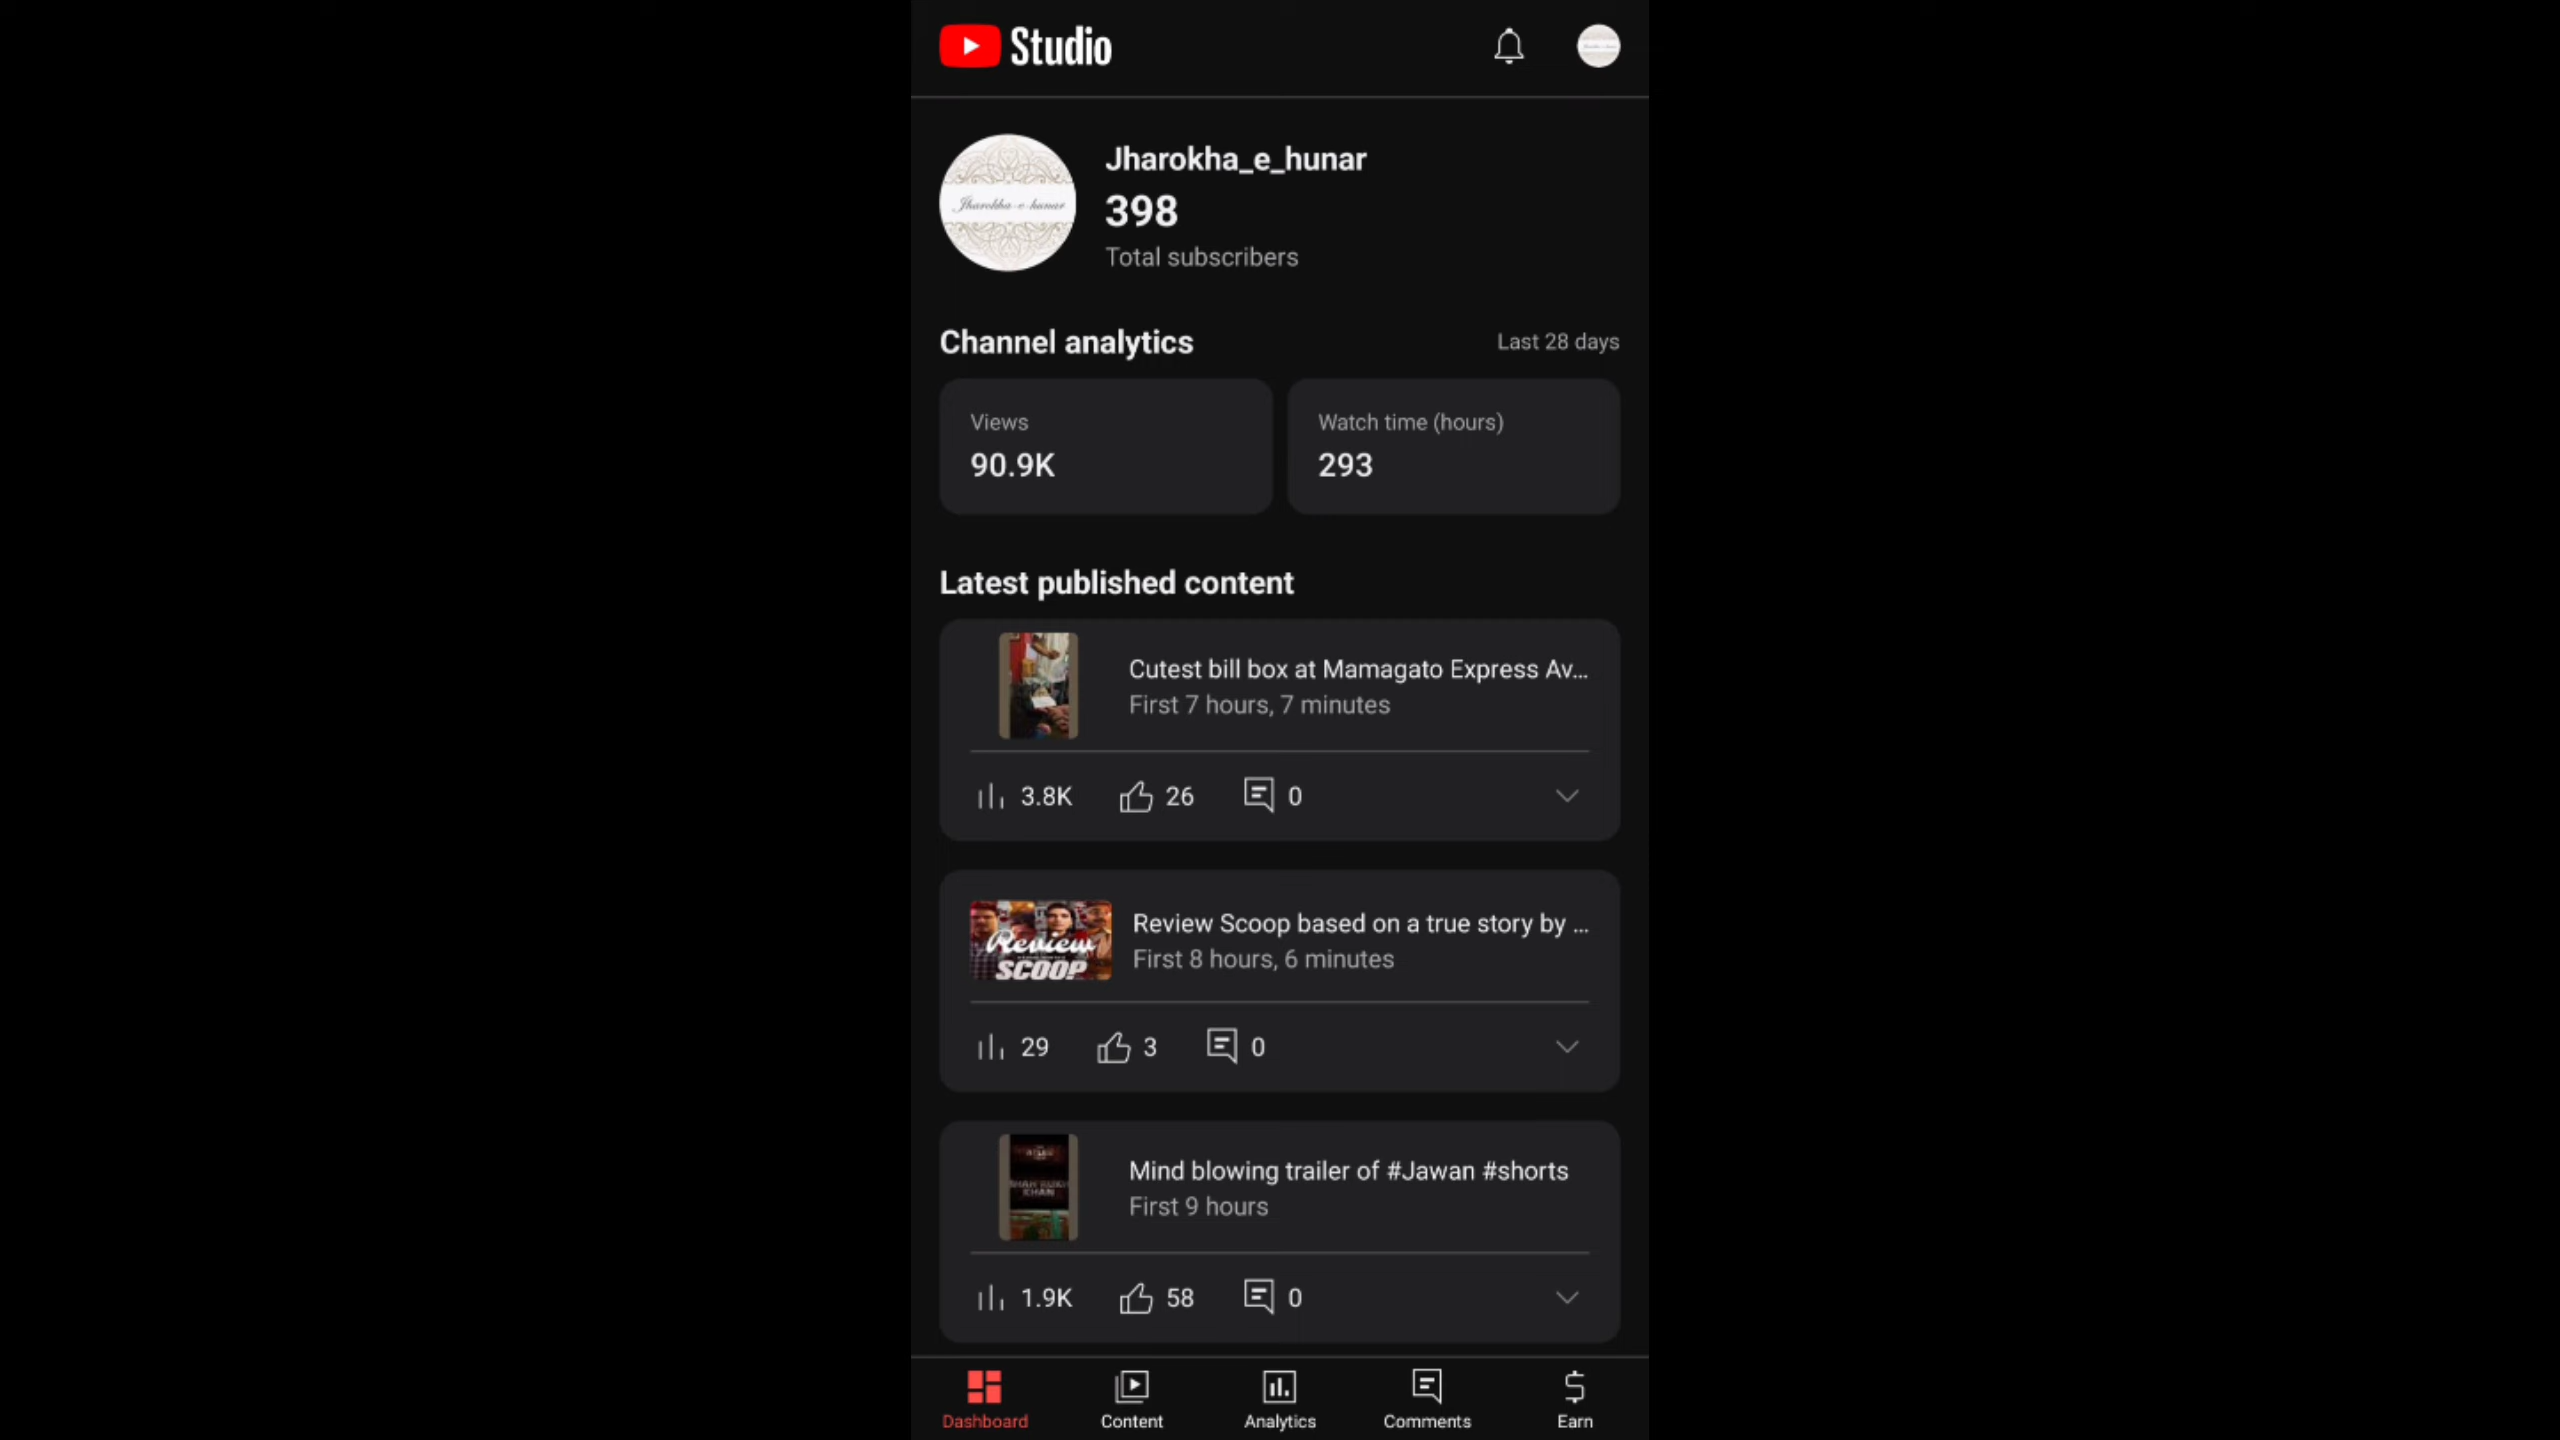 Studio
Jharokha_e_hunar
Jharokha-e-hunar
398
Total subscribers
Channel analytics
Last 28 days
Views
Watch time (hours)
90.9K
293
Latest published content
Cutest bill box at Mamagato Express Av...
First 7 hours, 7 minutes
3.8K
26
0
Review Scoop based on a true story by ...
First 8 hours, 6 minutes
Review
SCOOP
29
3
0
Mind blowing trailer of #Jawan #shorts
First 9 hours
KHAN
1.9K
58
0
Dashboard
Content
Analytics
Comments
Earn